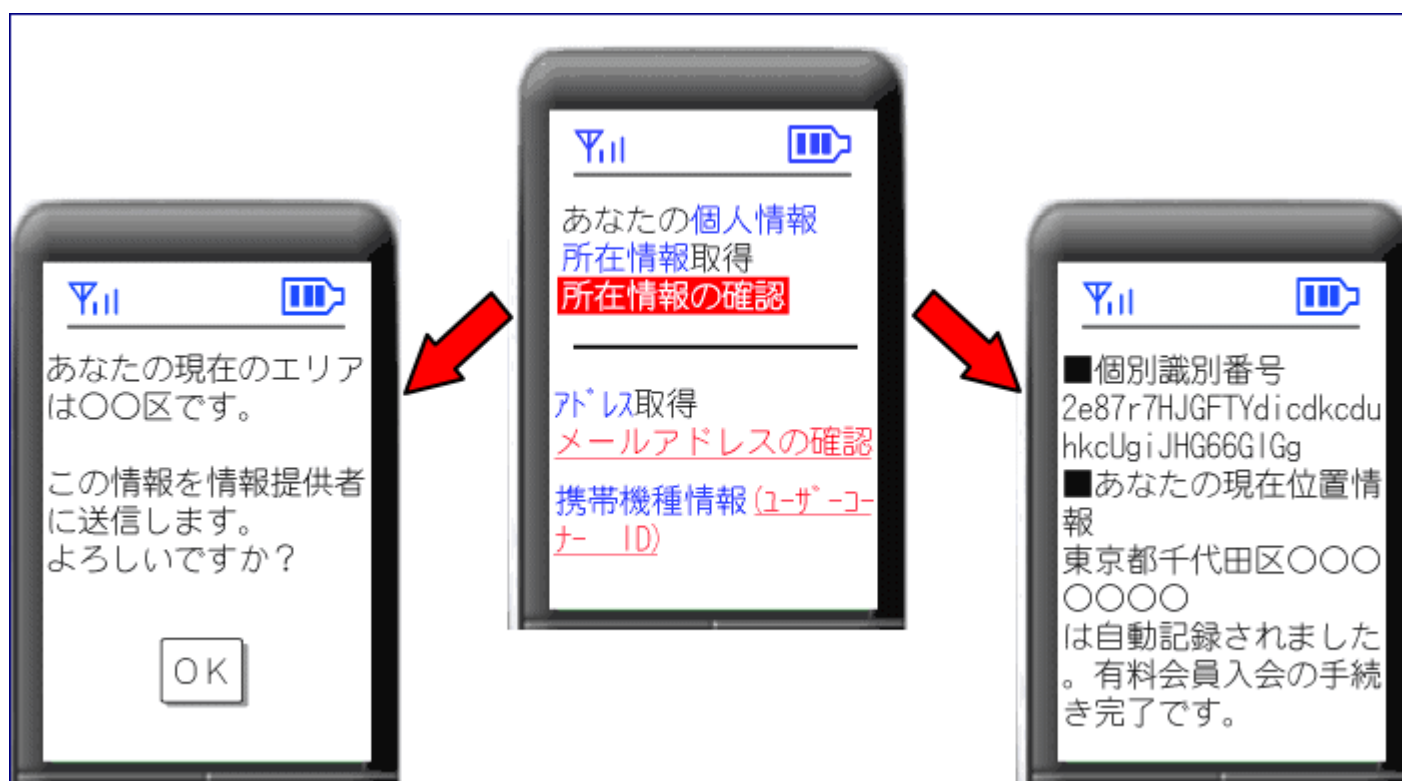 あなたの個人情報
所在情報取得
所在情報の確認
ｱﾄﾞﾚｽ取得
メールアドレスの確認
携帯機種情報(ﾕｰｻﾞｰｺｰ
ﾅｰ　ID)
あなたの現在のエリア
は〇〇区です。
この情報を情報提供者
に送信します。
よろしいですか？
OK
■個別識別番号
2e87r7HJGFTYdicdkcdu
hkcUgiJHG66GIGg
■あなたの現在位置情
報
東京都千代田区〇〇〇
〇〇〇〇
は自動記録されました
。有料会員入会の手続
き完了です。